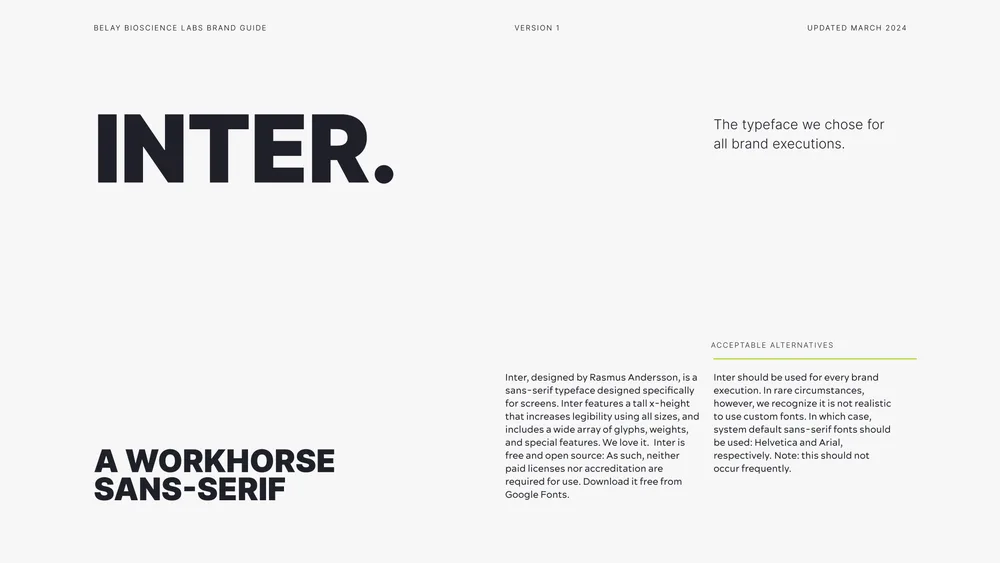 BELAY BIOSCIENCE LABS BRAND GUIDE
VERSION 1
UPDATED MARCH 2024
INTER.
The typeface we chose for
all brand executions.
A WORKHORSE
SANS-SERIF
Inter, designed by Rasmus Andersson, is a
sans-serif typeface designed specifically
for screens. Inter features a tall x-height
that increases legibility using all sizes, and
includes a wide array of glyphs, weights,
and special features. We love it.  Inter is
free and open source: As such, neither
paid licenses nor accreditation are
required for use. Download it free from
Google Fonts.
ACCEPTABLE ALTERNATIVES
Inter should be used for every brand
execution. In rare circumstances,
however, we recognize it is not realistic
to use custom fonts. In which case,
system default sans-serif fonts should
be used: Helvetica and Arial,
respectively. Note: this should not
occur frequently.